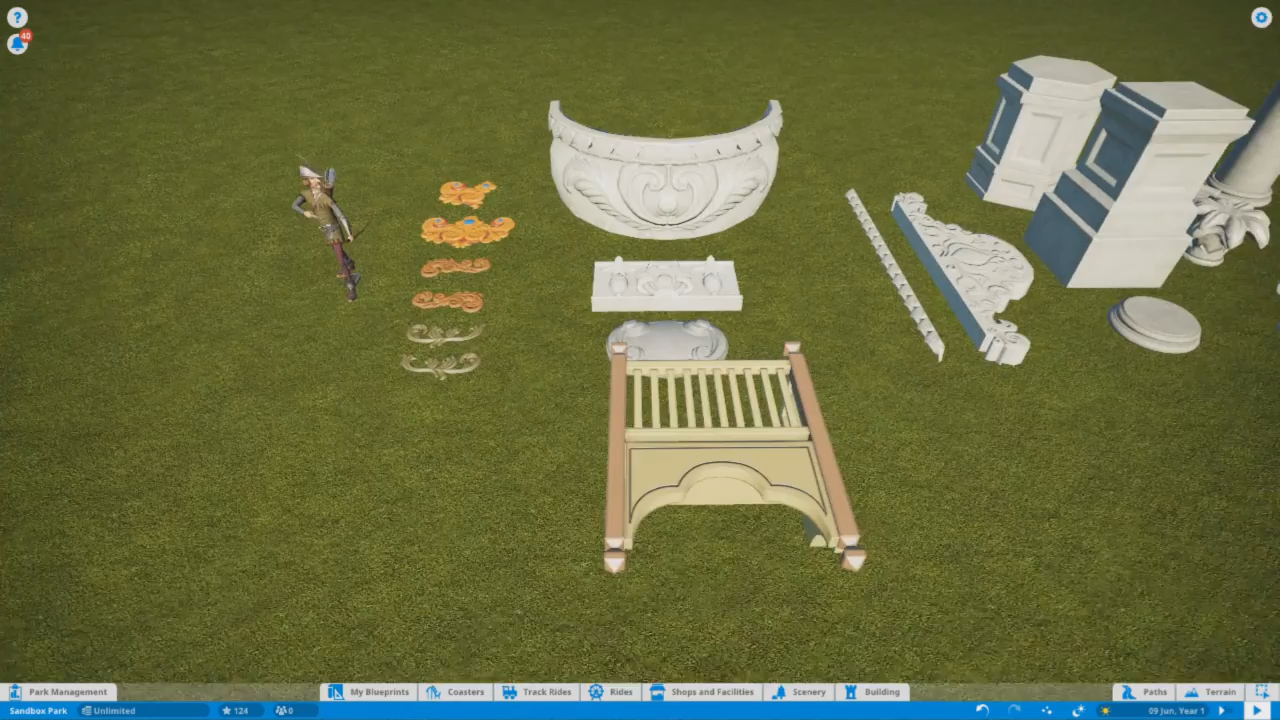 ?
40
Park Management
My Blueprints
Coasters
Track Rides
Rides
Shops and Facilities
Scenery
Building
Paths
Terrain
Sandbox Park
Unlimited
124
0
09 Jun, Year 1